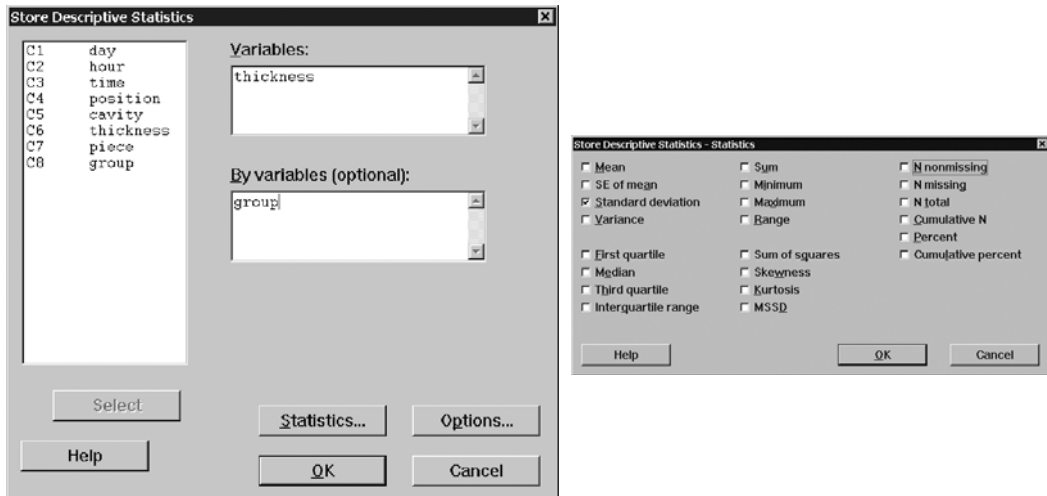 Store Descriptive Statistics
C1 day
C2 hour
C3 time
C4 position
C5 cavity
C6 thickness
C7 piece
C8 group
Variables:
thickness
By variables (optional):
group
Select
Statistics...
Options...
Help
OK
Cancel
Store Descriptive Statistics - Statistics
Mean
Sum
N nonmissing
SE of mean
Minimum
N missing
Standard deviation
Maximum
N total
Variance
Range
Cumulative N
Percent
First quartile
Sum of squares
Cumulative percent
Median
Skewness
Third quartile
Kurtosis
Interquartile range
MSSD
Help
OK
Cancel